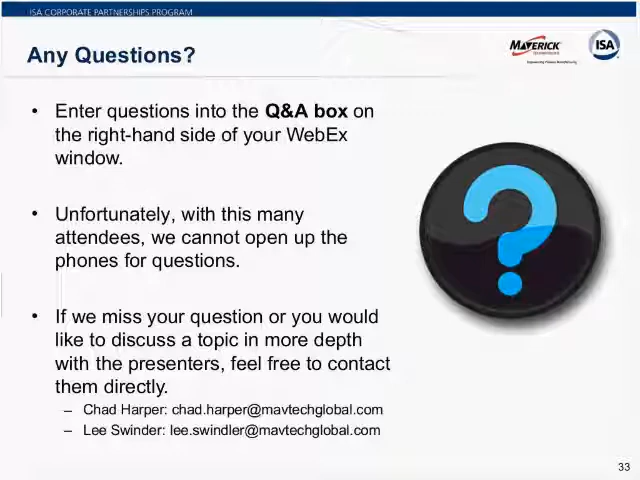 ISA CORPORATE PARTNERSHIPS PROGRAM
Any Questions?
MAVERICK
ISA
• Enter questions into the Q&A box on
the right-hand side of your WebEx
window.
• Unfortunately, with this many
attendees, we cannot open up the
phones for questions.
• If we miss your question or you would
like to discuss a topic in more depth
with the presenters, feel free to contact
them directly.
– Chad Harper: chad.harper@mavtechglobal.com
– Lee Swinder: lee.swindler@mavtechglobal.com
?
33